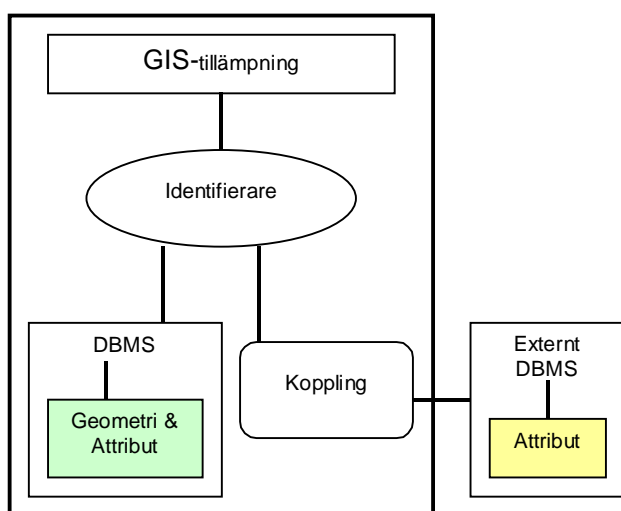 GIS-tillämpning
Identifierare
DBMS
Geometri &
Attribut
Koppling
Externt
DBMS
Attribut